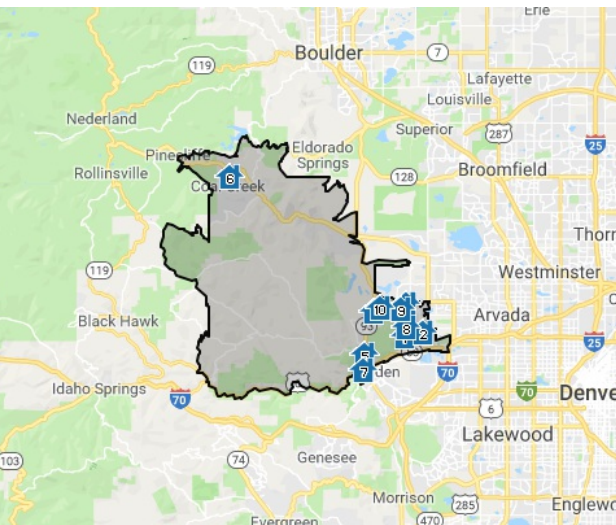 Erie
Boulder
7
119
Lafayette
Louisville
Nederland
Superior
287
25
Pinecliffe
Eldorado
Springs
Rollinsville
6
Coal Creek
128
Broomfield
Thorn
119
Westminster
10
9
Black Hawk
93
8
2
Arvada
5
7
den
70
25
Idaho Springs
70
70
Denve
6
Lakewood
103
74
Genesee
Morrison
285
Englewo
470
Evergreen